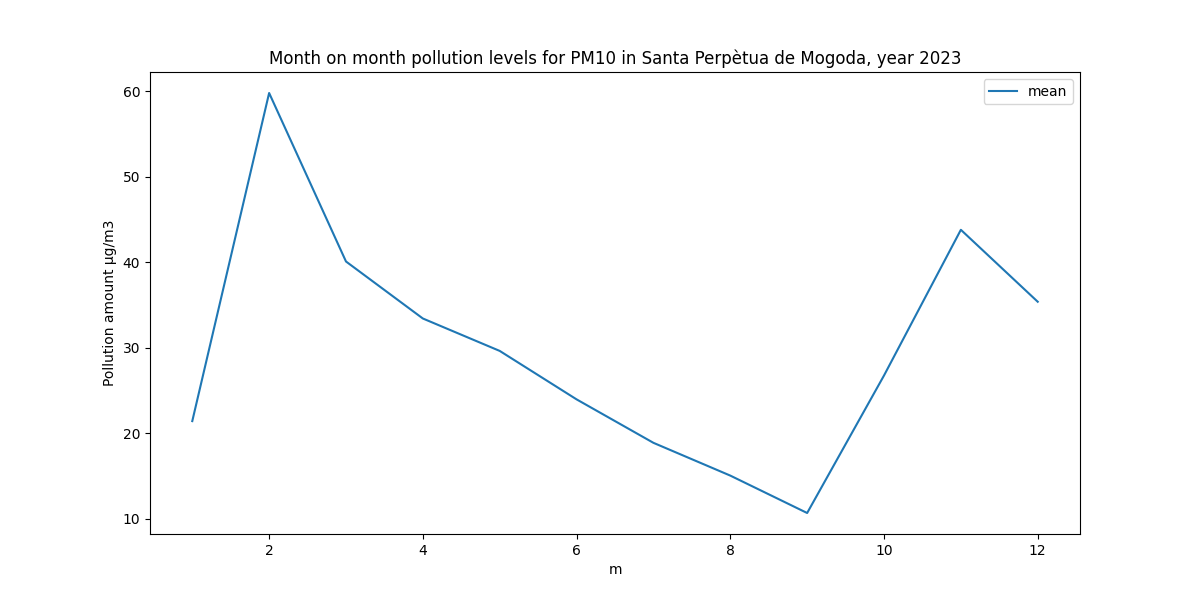 Month on month pollution levels for PM10 in Santa Perpètua de Mogoda, year 2023
mean
60
50
40
30
20
10
Pollution amount µg/m3
2 4 6 8 10 12
m